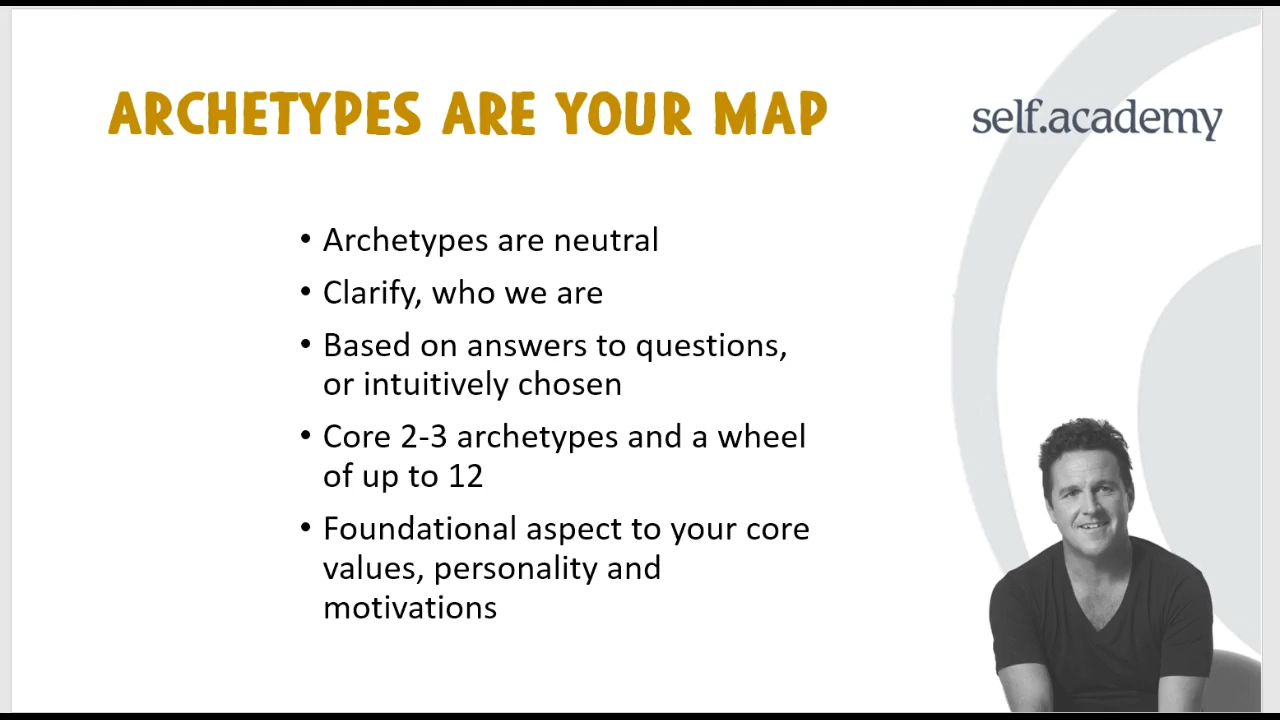 ARCHETYPES ARE YOUR MAP
self.academy
• Archetypes are neutral
• Clarify, who we are
• Based on answers to questions,
or intuitively chosen
• Core 2-3 archetypes and a wheel
of up to 12
• Foundational aspect to your core
values, personality and
motivations